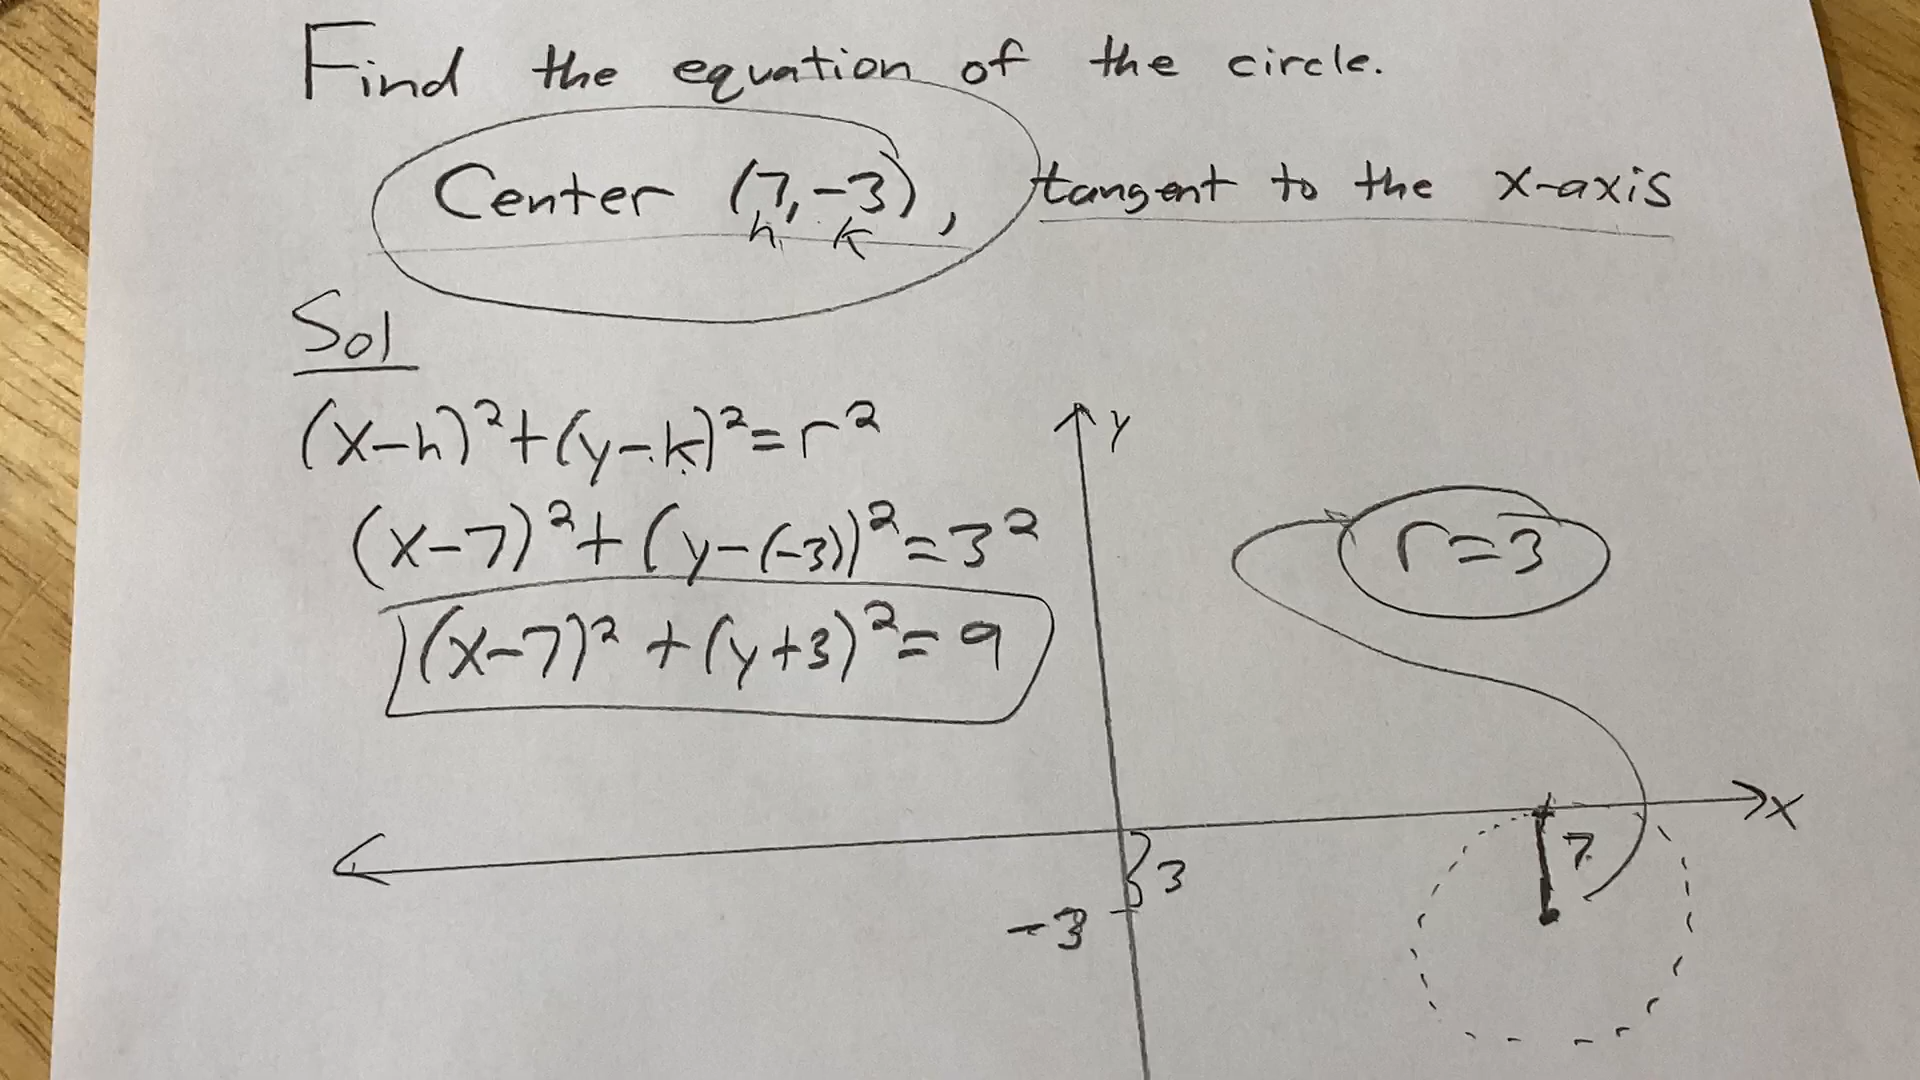 Find the equation of the circle.
Center (7, -3), tangent to the x-axis
h k
Sol
(x-h)²+(y-k)²=r²
(x-7)²+(y-(-3))²=3²
(x-7)²+(y+3)²=9
y
r=3
x
7
3
-3